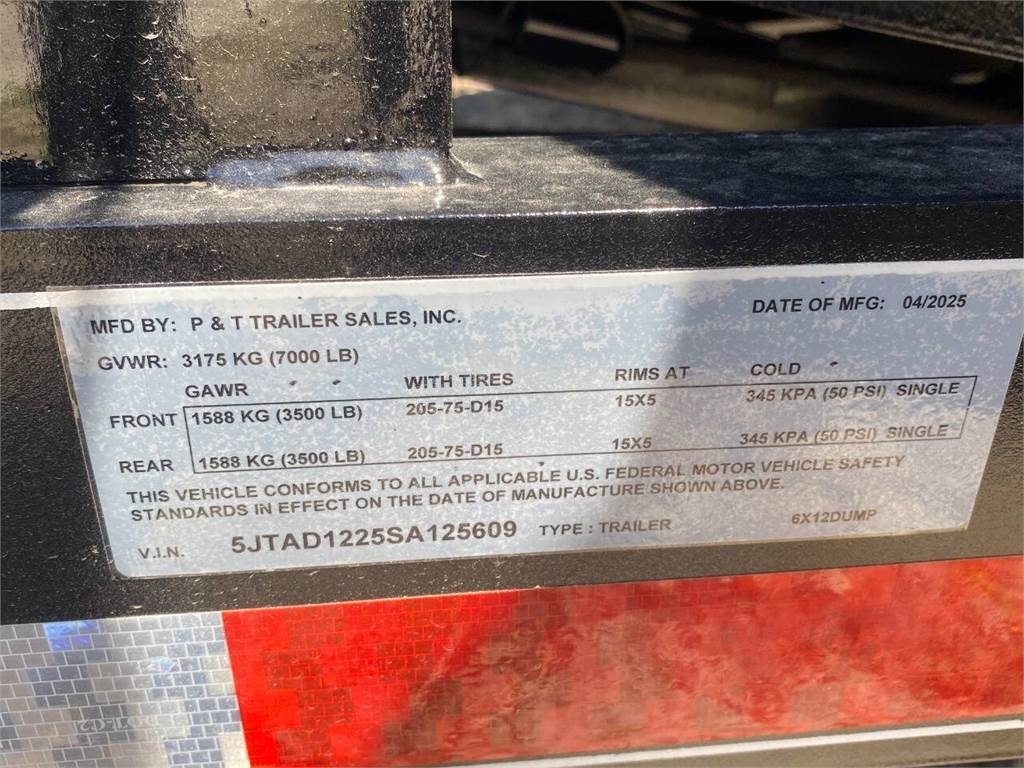 MFD BY: P & T TRAILER SALES, INC. DATE OF MFG: 04/2025
GVWR: 3175 KG (7000 LB)
GAWR WITH TIRES RIMS AT COLD
FRONT 1588 KG (3500 LB) 205-75-D15 15X5 345 KPA (50 PSI) SINGLE
REAR 1588 KG (3500 LB) 205-75-D15 15X5 345 KPA (50 PSI) SINGLE
THIS VEHICLE CONFORMS TO ALL APPLICABLE U.S. FEDERAL MOTOR VEHICLE SAFETY
STANDARDS IN EFFECT ON THE DATE OF MANUFACTURE SHOWN ABOVE.
V.I.N. 5JTAD1225SA125609 TYPE : TRAILER 6X12DUMP
DOT-C2